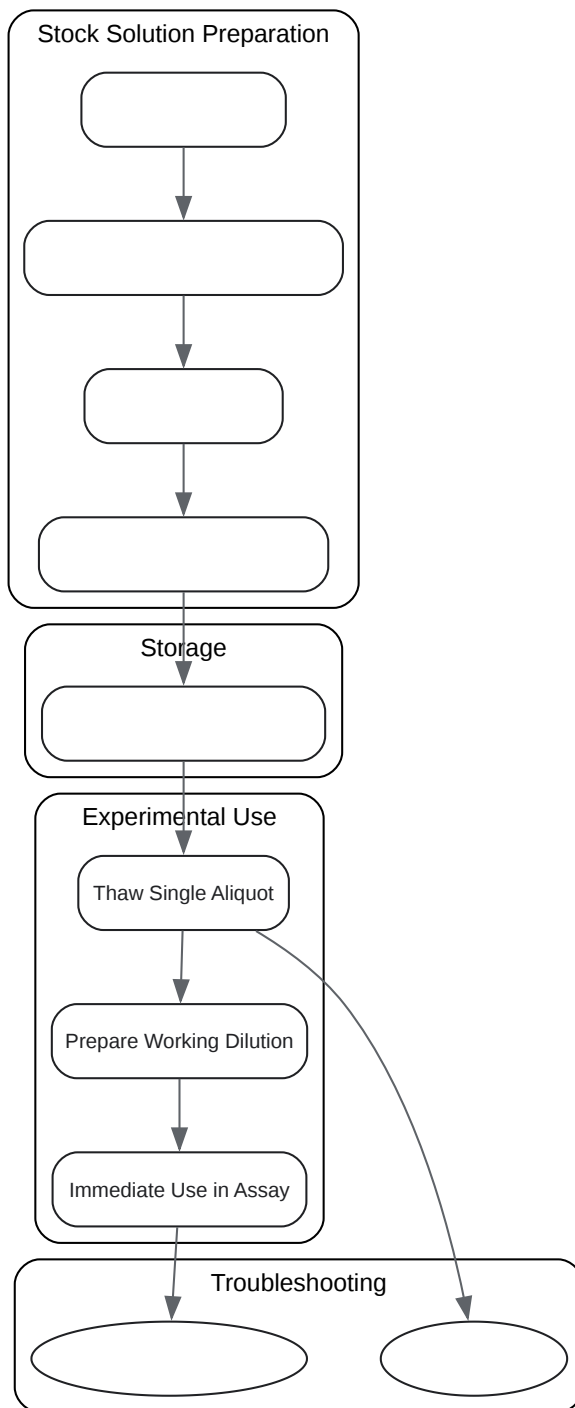 Stock Solution Preparation
Storage
Experimental Use
Thaw Single Aliquot
Prepare Working Dilution
Immediate Use in Assay
Troubleshooting